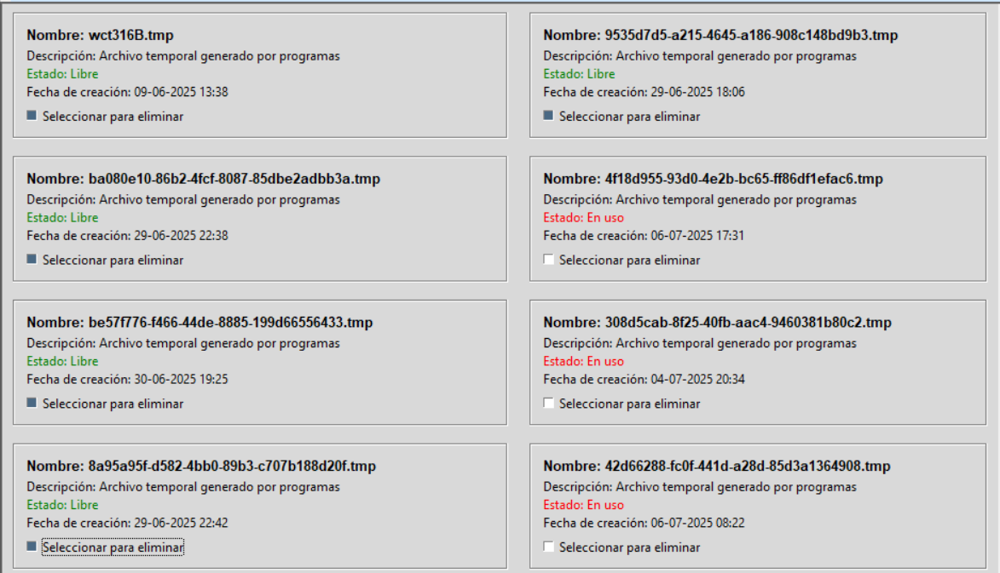 Nombre: wct316B.tmp
Descripción: Archivo temporal generado por programas
Estado: Libre
Fecha de creación: 09-06-2025 13:38
Seleccionar para eliminar
Nombre: 9535d7d5-a215-4645-a186-908c148bd9b3.tmp
Descripción: Archivo temporal generado por programas
Estado: Libre
Fecha de creación: 29-06-2025 18:06
Seleccionar para eliminar
Nombre: ba080e10-86b2-4fcf-8087-85dbe2adbb3a.tmp
Descripción: Archivo temporal generado por programas
Estado: Libre
Fecha de creación: 29-06-2025 22:38
Seleccionar para eliminar
Nombre: 4f18d955-93d0-4e2b-bc65-ff86df1efac6.tmp
Descripción: Archivo temporal generado por programas
Estado: En uso
Fecha de creación: 06-07-2025 17:31
Seleccionar para eliminar
Nombre: be57f776-f466-44de-8885-199d66556433.tmp
Descripción: Archivo temporal generado por programas
Estado: Libre
Fecha de creación: 30-06-2025 19:25
Seleccionar para eliminar
Nombre: 308d5cab-8f25-40fb-aac4-9460381b80c2.tmp
Descripción: Archivo temporal generado por programas
Estado: En uso
Fecha de creación: 04-07-2025 20:34
Seleccionar para eliminar
Nombre: 8a95a95f-d582-4bb0-89b3-c707b188d20f.tmp
Descripción: Archivo temporal generado por programas
Estado: Libre
Fecha de creación: 29-06-2025 22:42
Seleccionar para eliminar
Nombre: 42d66288-fc0f-441d-a28d-85d3a1364908.tmp
Descripción: Archivo temporal generado por programas
Estado: En uso
Fecha de creación: 06-07-2025 08:22
Seleccionar para eliminar